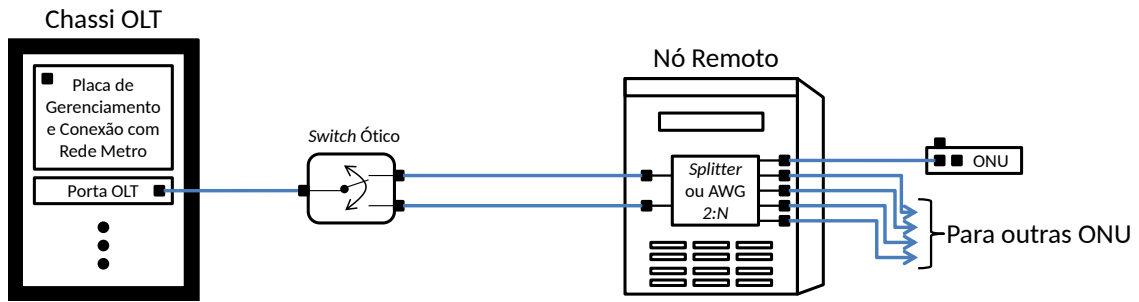 Chassi OLT
Placa de
Gerenciamento
e Conexão com
Rede Metro
Porta OLT
Switch Ótico
Nó Remoto
Splitter
ou AWG
2:N
ONU
Para outras ONU